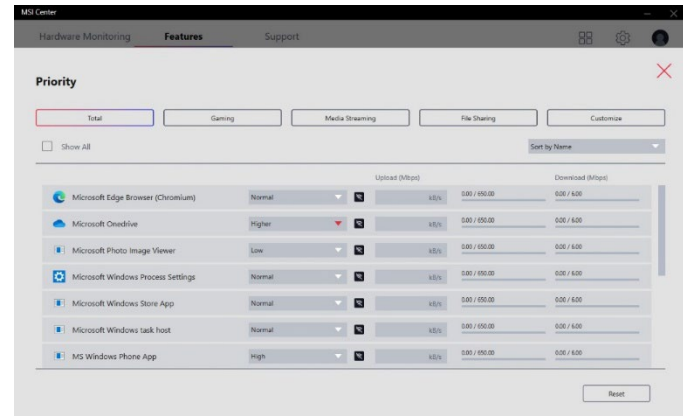 MSI Center
Hardware Monitoring Features Support
Priority
Total Gaming Media Streaming File Sharing Customize
Show All Sort by Name
Upload (Mbps) Download (Mbps)
Microsoft Edge Browser (Chromium) Normal kB/s 0.00 / 650.00 0.00 / 6.00
Microsoft Onedrive Higher kB/s 0.00 / 650.00 0.00 / 6.00
Microsoft Photo Image Viewer Low kB/s 0.00 / 650.00 0.00 / 6.00
Microsoft Windows Process Settings Normal kB/s 0.00 / 650.00 0.00 / 6.00
Microsoft Windows Store App Normal kB/s 0.00 / 650.00 0.00 / 6.00
Microsoft Windows task host Normal kB/s 0.00 / 650.00 0.00 / 6.00
MS Windows Phone App High kB/s 0.00 / 650.00 0.00 / 6.00
Reset